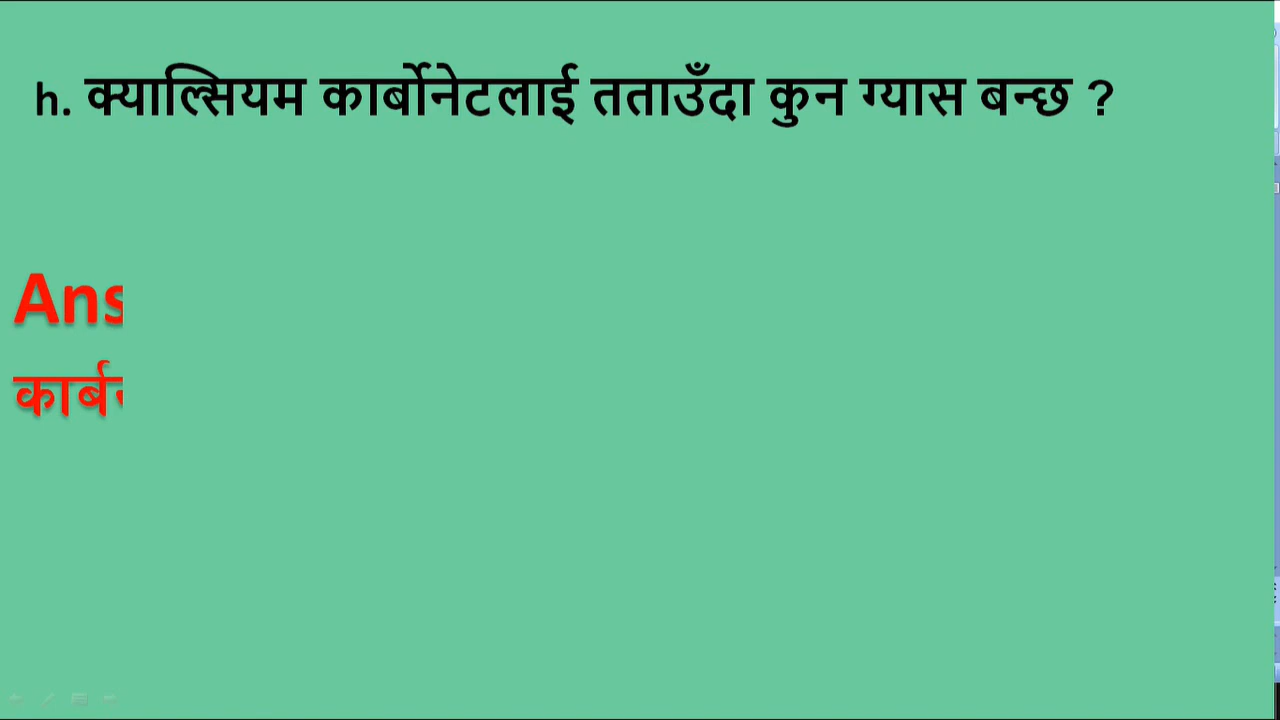 h. क्याल्सियम कार्बोनेटलाई तताउँदा कुन ग्यास बन्छ ?
Ans